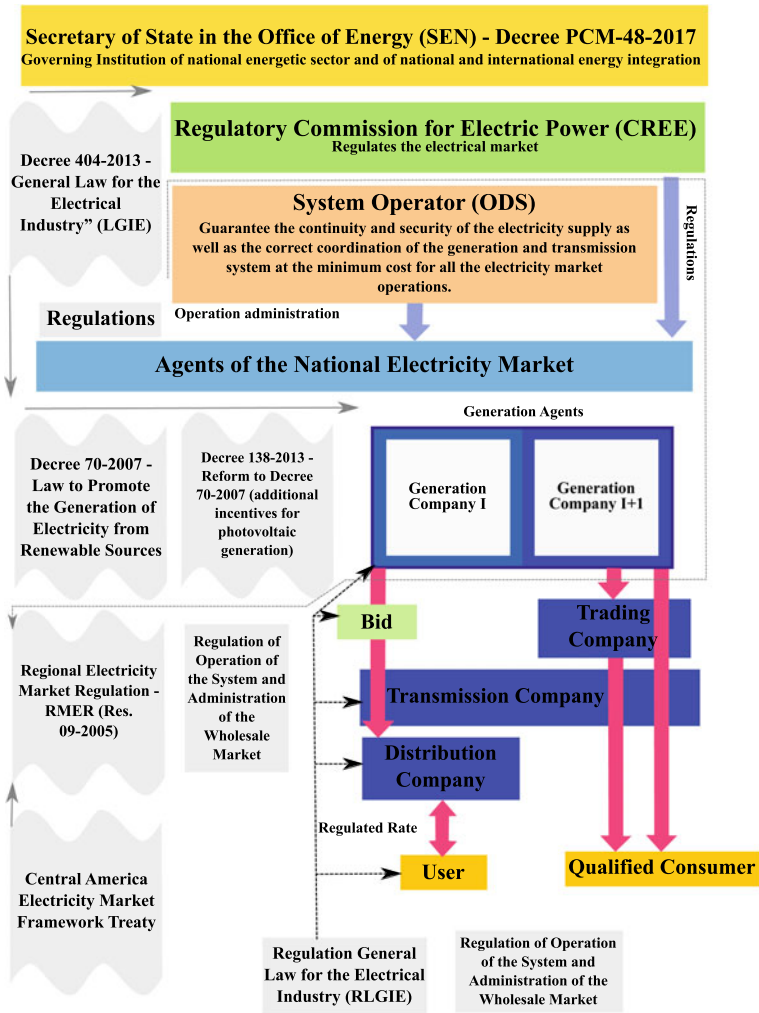 Secretary of State in the Office of Energy (SEN) - Decree PCM-48-2017
Governing Institution of national energetic sector and of national and international energy integration
Regulatory Commission for Electric Power (CREE)
Regulates the electrical market
Decree 404-2013 -
General Law for the
Electrical
Industry” (LGIE)
System Operator (ODS)
Guarantee the continuity and security of the electricity supply as
well as the correct coordination of the generation and transmission
system at the minimum cost for all the electricity market
operations.
Regulations
Regulations
Operation administration
Agents of the National Electricity Market
Generation Agents
Decree 70-2007 -
Law to Promote
the Generation of
Electricity from
Renewable Sources
Decree 138-2013 -
Reform to Decree
70-2007 (additional
incentives for
photovoltaic
generation)
Generation
Company I
Generation
Company I+1
Bid
Trading
Company
Regional Electricity
Market Regulation -
RMER (Res.
09-2005)
Regulation of
Operation of
the System and
Administration
of the
Wholesale
Market
Transmission Company
Distribution
Company
Regulated Rate
User
Qualified Consumer
Central America
Electricity Market
Framework Treaty
Regulation General
Law for the Electrical
Industry (RLGIE)
Regulation of Operation
of the System and
Administration of the
Wholesale Market